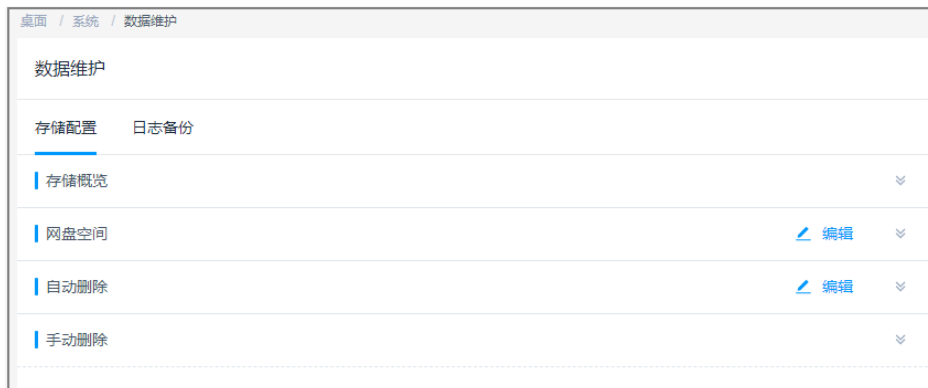 桌面 / 系统 / 数据维护
数据维护
存储配置 日志备份
存储概览
网盘空间 编辑
自动删除 编辑
手动删除